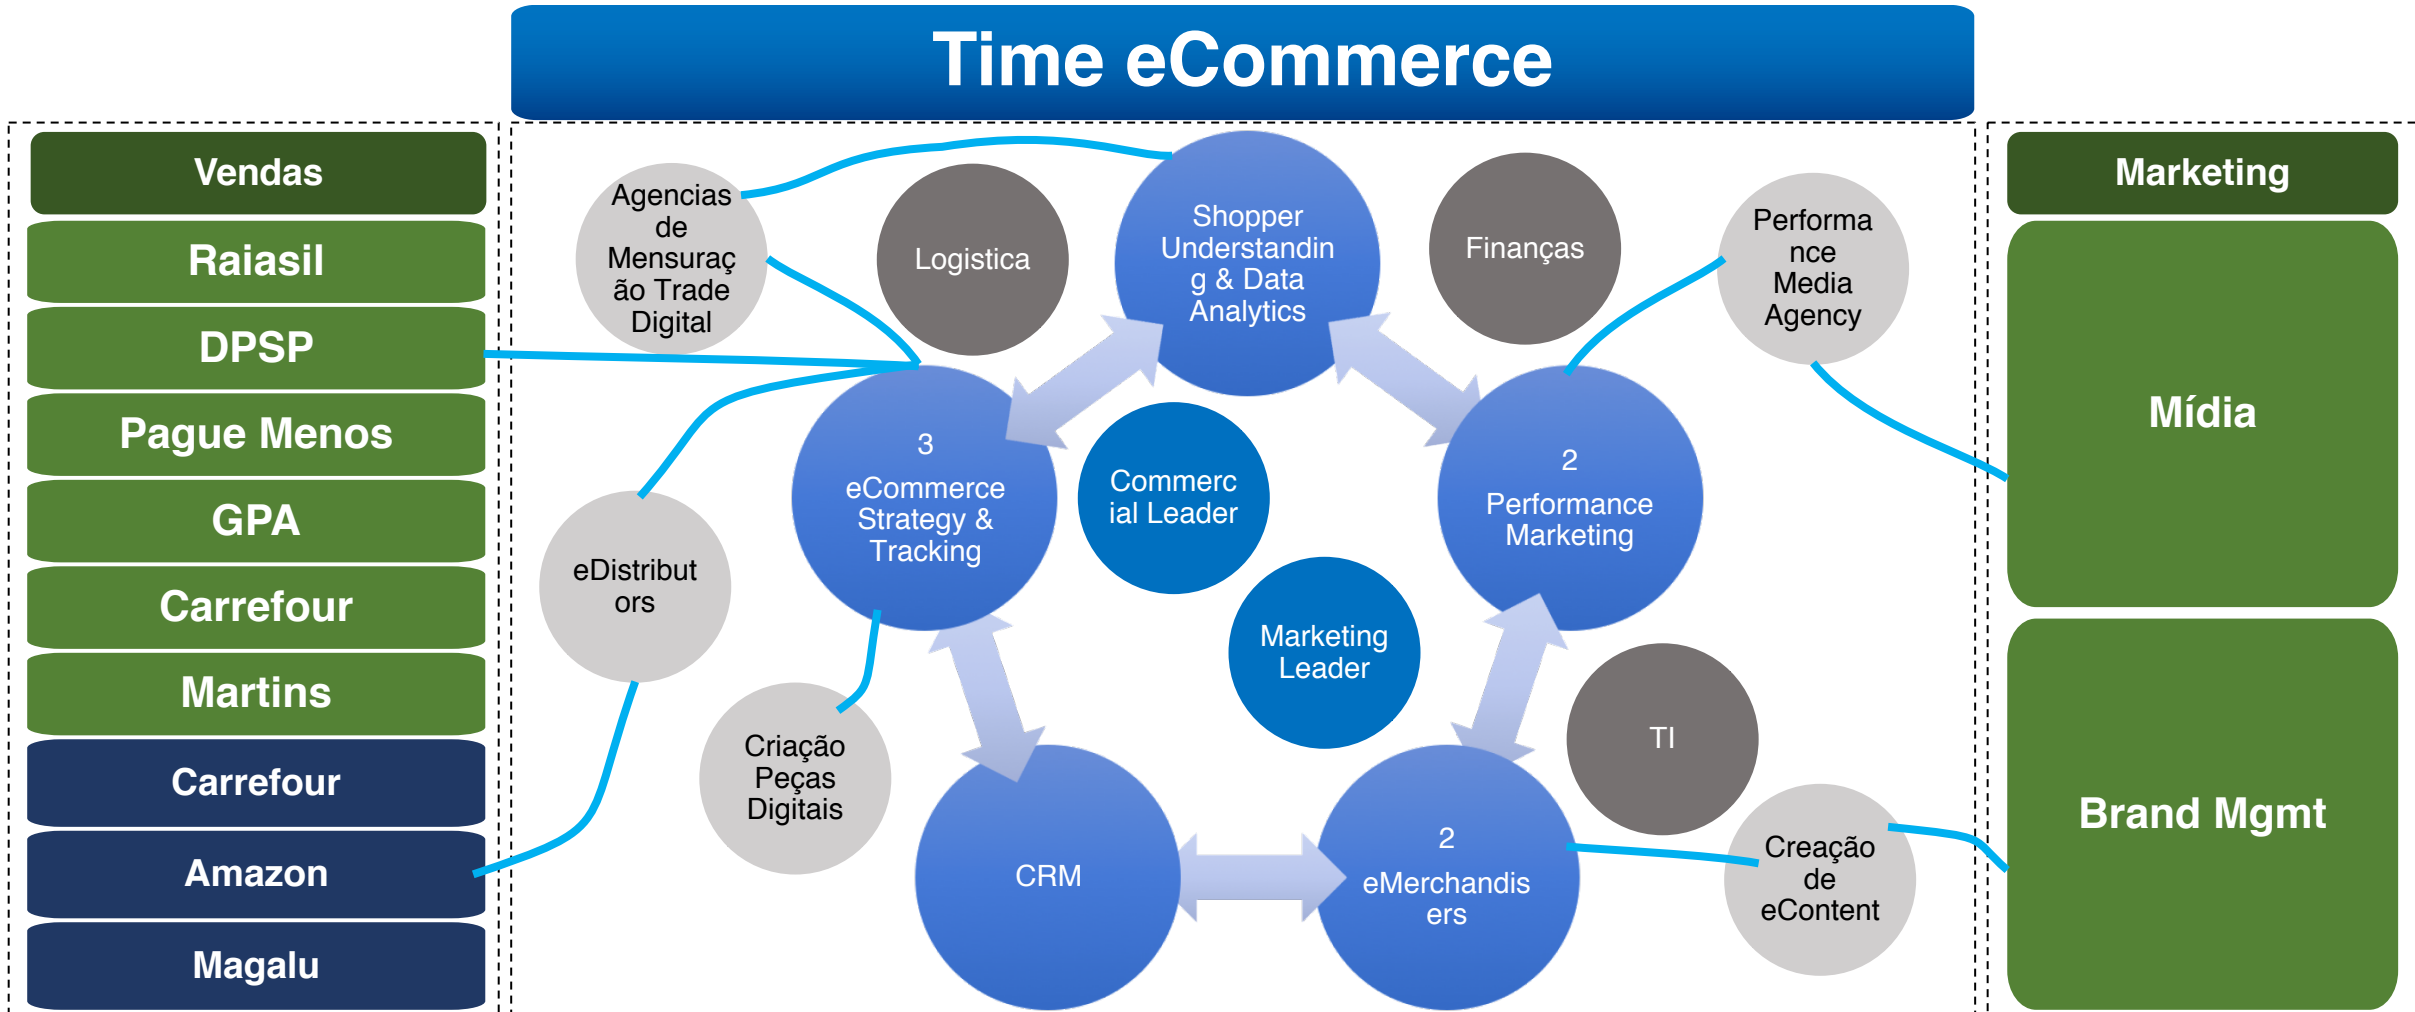 Time eCommerce
Vendas
Raiasil
DPSP
Pague Menos
GPA
Carrefour
Martins
Carrefour
Amazon
Magalu
Agencias
de
Mensuraç
ão Trade
Digital
Logistica
Shopper
Understandin
g & Data
Analytics
Finanças
Performa
nce
Media
Agency
3
eCommerce
Strategy &
Tracking
Commerc
ial Leader
2
Performance
Marketing
eDistribut
ors
Marketing
Leader
TI
Criação
Peças
Digitais
CRM
2
eMerchandis
ers
Creação
de
eContent
Marketing
Mídia
Brand Mgmt